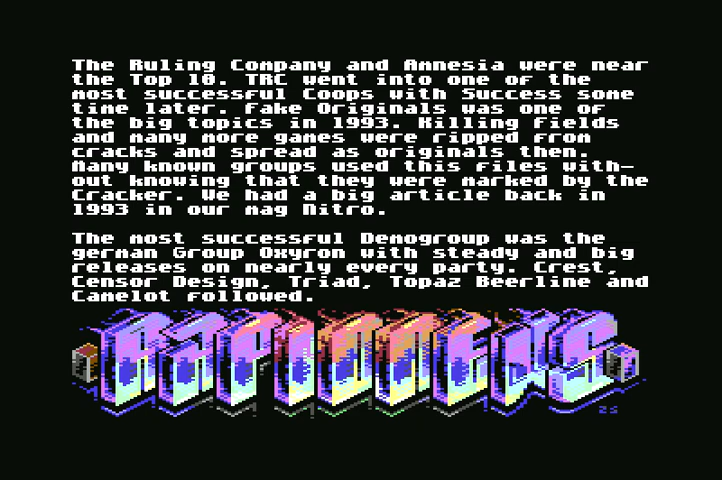 The Ruling Company and Amnesia were near
the Top 10. TRC went into one of the
most successful Coops with Success some
time later. Fake Originals was one of
the big topics in 1993. Killing Fields
and many more games were ripped from
cracks and spread as originals then.
Many known groups used this files with-
out knowing that they were marked by the
Cracker. We had a big article back in
1993 in our mag Nitro.
The most successful Demogroup was the
german Group Oxyron with steady and big
releases on nearly every party. Crest,
Censor Design, Triad, Topaz Beerline and
Camelot followed.